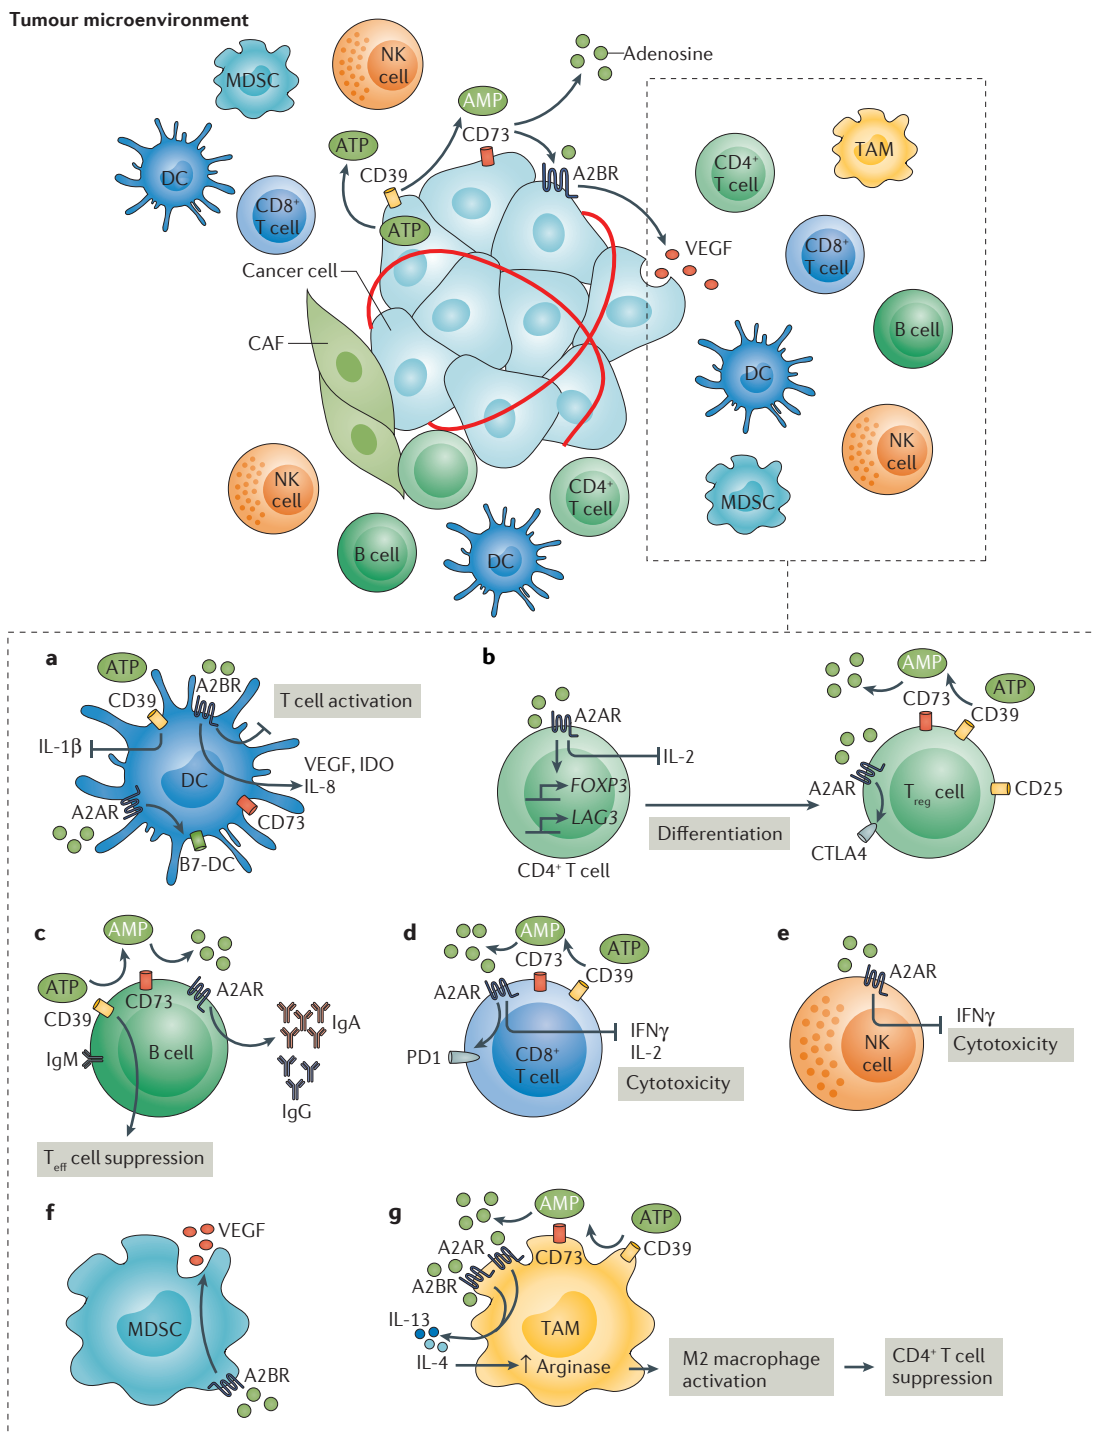 Tumour microenvironment
MDSC
NK
cell
Adenosine
AMP
CD73
ATP
CD39
A2BR
DC
CD8⁺
T cell
ATP
VEGF
Cancer cell
CAF
CD4⁺
T cell
TAM
CD8⁺
T cell
B cell
DC
NK
cell
MDSC
NK
cell
CD4⁺
T cell
B cell
DC
a
ATP
CD39
A2BR
T cell activation
IL-1β
DC
VEGF, IDO
IL-8
A2AR
CD73
B7-DC
b
A2AR
IL-2
FOXP3
LAG3
CD4⁺ T cell
Differentiation
AMP
ATP
CD73
CD39
A2AR
Treg cell
CD25
CTLA4
c
AMP
ATP
CD73
A2AR
CD39
IgA
IgM
B cell
IgG
Teff cell suppression
d
AMP
ATP
CD73
CD39
A2AR
IFNγ
IL-2
PD1
CD8⁺
T cell
Cytotoxicity
e
A2AR
IFNγ
Cytotoxicity
NK
cell
f
VEGF
MDSC
A2BR
g
AMP
ATP
A2AR
CD73
CD39
A2BR
IL-13
TAM
IL-4
↑ Arginase
M2 macrophage
activation
CD4⁺ T cell
suppression